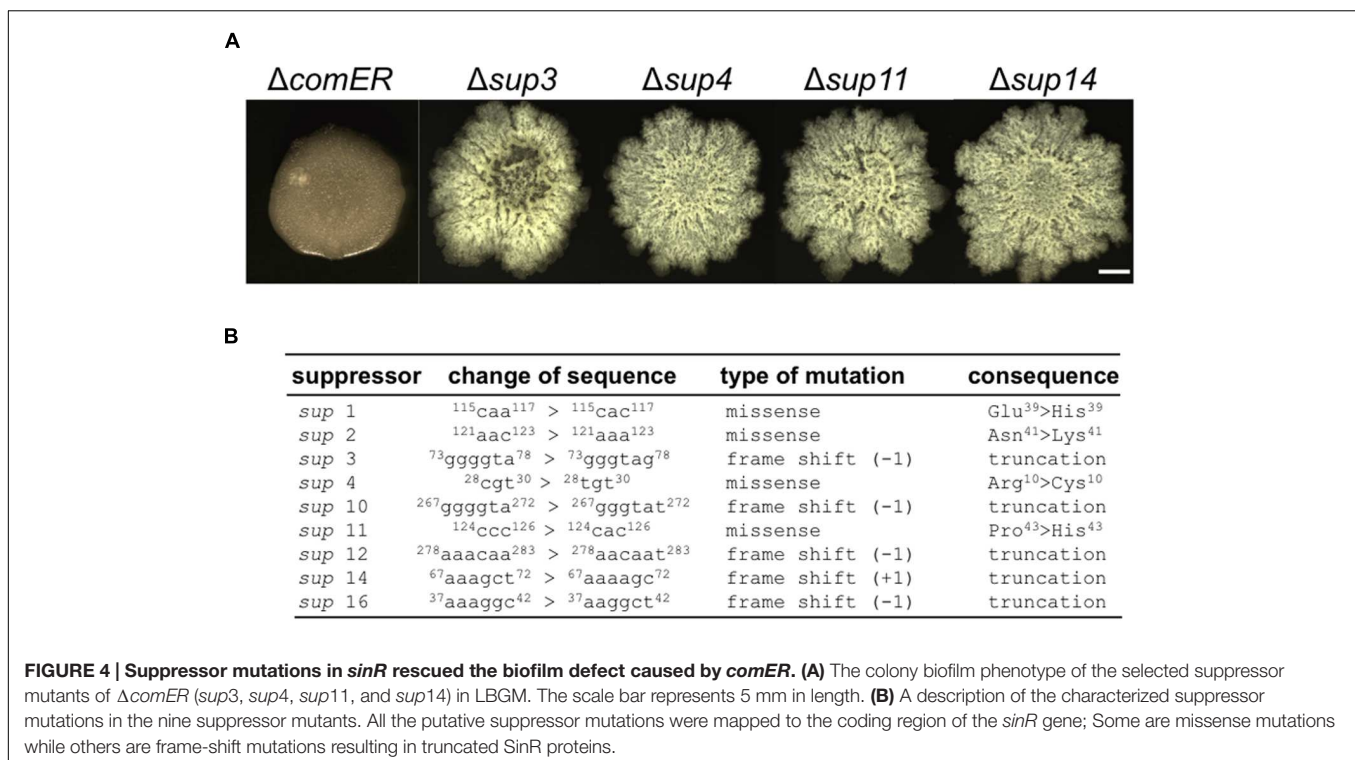 A
ΔcomER Δsup3 Δsup4 Δsup11 Δsup14
B
suppressor change of sequence type of mutation consequence
sup 1 ¹¹⁵caa¹¹⁷ > ¹¹⁵cac¹¹⁷ missense Glu³⁹>His³⁹
sup 2 ¹²¹aac¹²³ > ¹²¹aaa¹²³ missense Asn⁴¹>Lys⁴¹
sup 3 ⁷³ggggta⁷⁸ > ⁷³gggtag⁷⁸ frame shift (-1) truncation
sup 4 ²⁸cgt³⁰ > ²⁸tgt³⁰ missense Arg¹⁰>Cys¹⁰
sup 10 ²⁶⁷ggggta²⁷² > ²⁶⁷gggtat²⁷² frame shift (-1) truncation
sup 11 ¹²⁴ccc¹²⁶ > ¹²⁴cac¹²⁶ missense Pro⁴³>His⁴³
sup 12 ²⁷⁸aaacaa²⁸³ > ²⁷⁸aacaat²⁸³ frame shift (-1) truncation
sup 14 ⁶⁷aaagct⁷² > ⁶⁷aaaagc⁷² frame shift (+1) truncation
sup 16 ³⁷aaaggc⁴² > ³⁷aaggct⁴² frame shift (-1) truncation
FIGURE 4 | Suppressor mutations in sinR rescued the biofilm defect caused by comER. (A) The colony biofilm phenotype of the selected suppressor
mutants of ΔcomER (sup3, sup4, sup11, and sup14) in LBGM. The scale bar represents 5 mm in length. (B) A description of the characterized suppressor
mutations in the nine suppressor mutants. All the putative suppressor mutations were mapped to the coding region of the sinR gene; Some are missense mutations
while others are frame-shift mutations resulting in truncated SinR proteins.